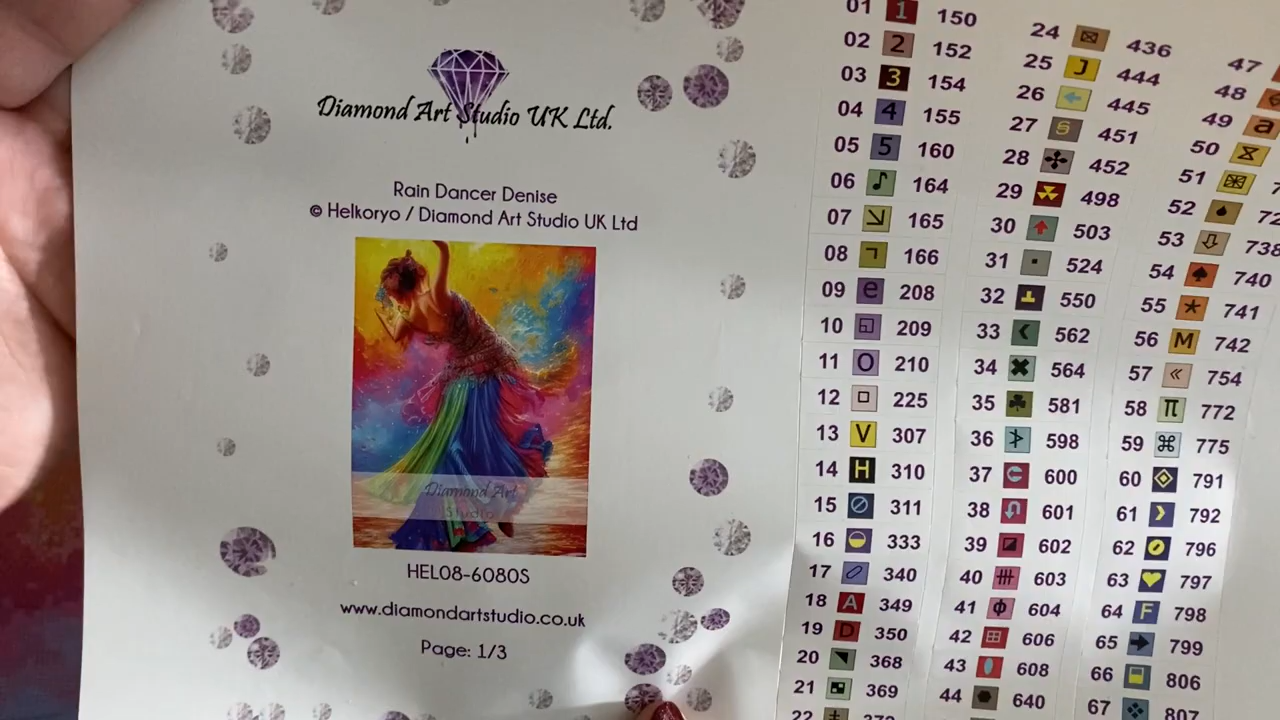 Diamond Art Studio UK Ltd.
Rain Dancer Denise
© Helkoryo / Diamond Art Studio UK Ltd
Diamond Art
Studio
HEL08-6080S
www.diamondartstudio.co.uk
Page: 1/3
01 1 150
02 2 152
03 3 154
04 4 155
05 5 160
06 ♪ 164
07 165
08 166
09 e 208
10 209
11 O 210
12 225
13 V 307
14 H 310
15 311
16 333
17 340
18 A 349
19 D 350
20 368
21 369
24 436
25 J 444
26 445
27 S 451
28 452
29 498
30 503
31 524
32 550
33 562
34 564
35 581
36 598
37 600
38 601
39 602
40 603
41 ϕ 604
42 606
43 608
44 640
47
48
49 a
50
51
52
53 738
54 ♠ 740
55 741
56 M 742
57 « 754
58 π 772
59 ⌘ 775
60 791
61 792
62 796
63 ♥ 797
64 F 798
65 799
66 806
67 807